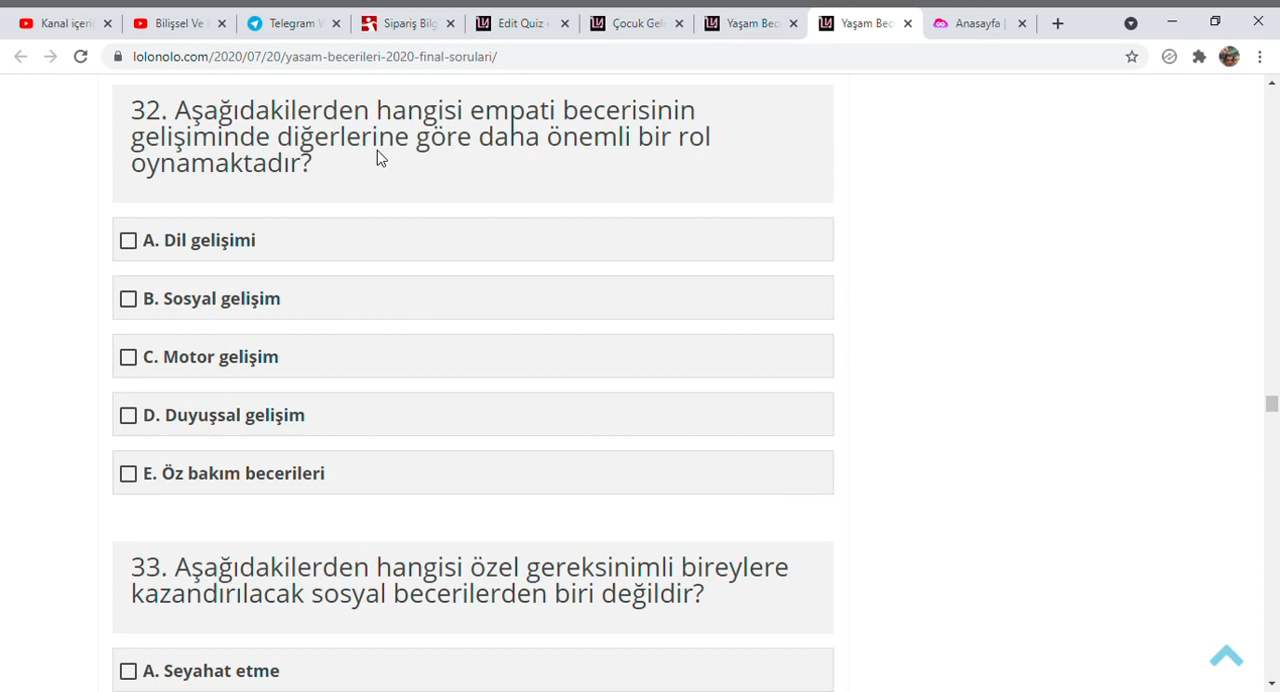 Kanal içeri
Bilişsel Ve
Telegram
Sipariş Bilg
Edit Quiz
Çocuk Geli
Yaşam Bec
Yaşam Bec
Anasayfa |
lolonolo.com/2020/07/20/yasam-becerileri-2020-final-sorulari/
32. Aşağıdakilerden hangisi empati becerisinin
gelişiminde diğerlerine göre daha önemli bir rol
oynamaktadır?
A. Dil gelişimi
B. Sosyal gelişim
C. Motor gelişim
D. Duyuşsal gelişim
E. Öz bakım becerileri
33. Aşağıdakilerden hangisi özel gereksinimli bireylere
kazandırılacak sosyal becerilerden biri değildir?
A. Seyahat etme